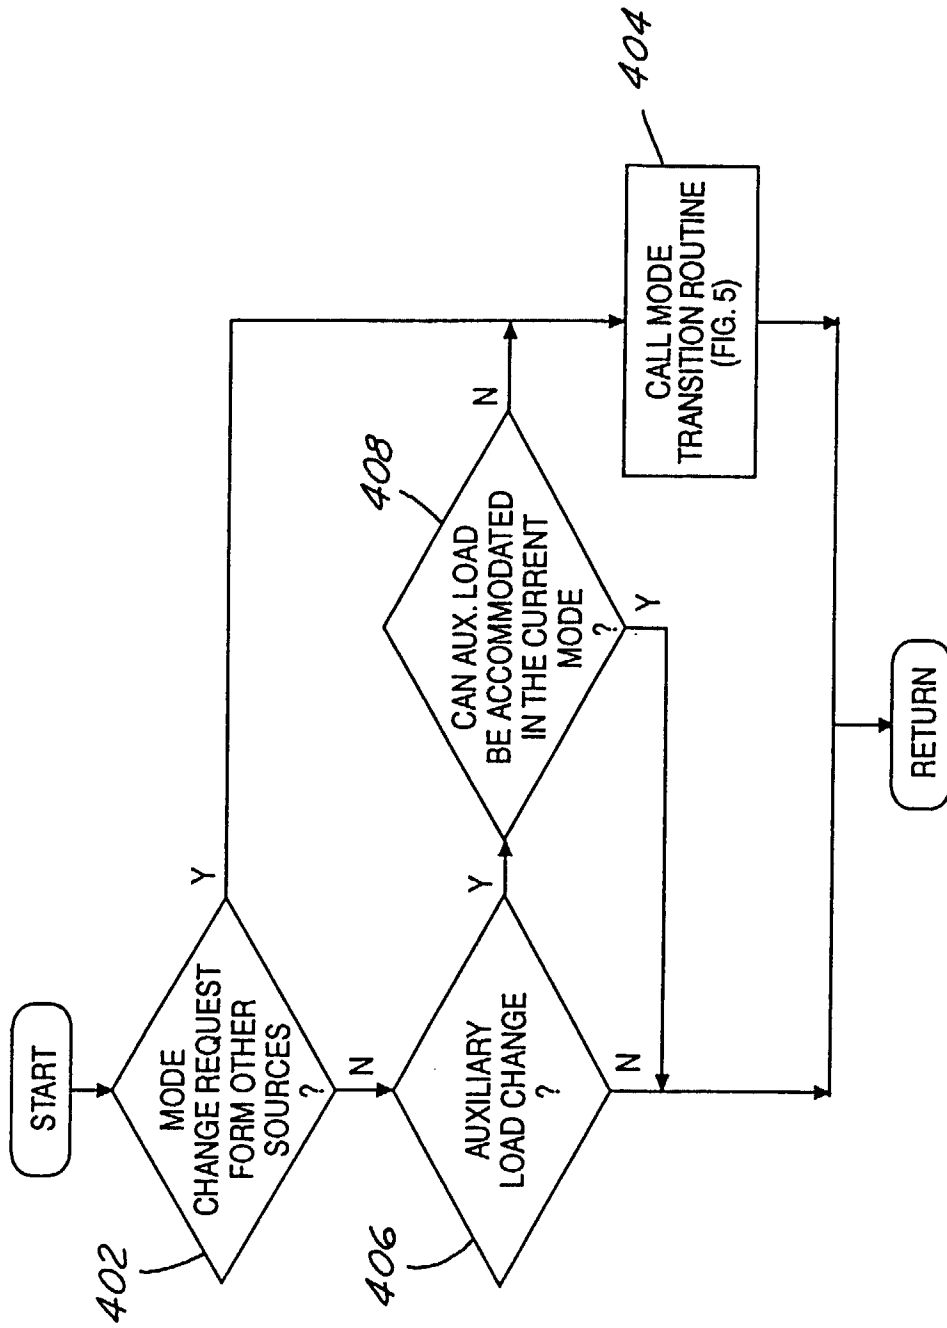 START
402
MODE
CHANGE REQUEST
FORM OTHER
SOURCES
?
Y
N
406
AUXILIARY
LOAD CHANGE
?
Y
N
408
CAN AUX. LOAD
BE ACCOMMODATED
IN THE CURRENT
MODE
?
N
Y
404
CALL MODE
TRANSITION ROUTINE
(FIG. 5)
RETURN